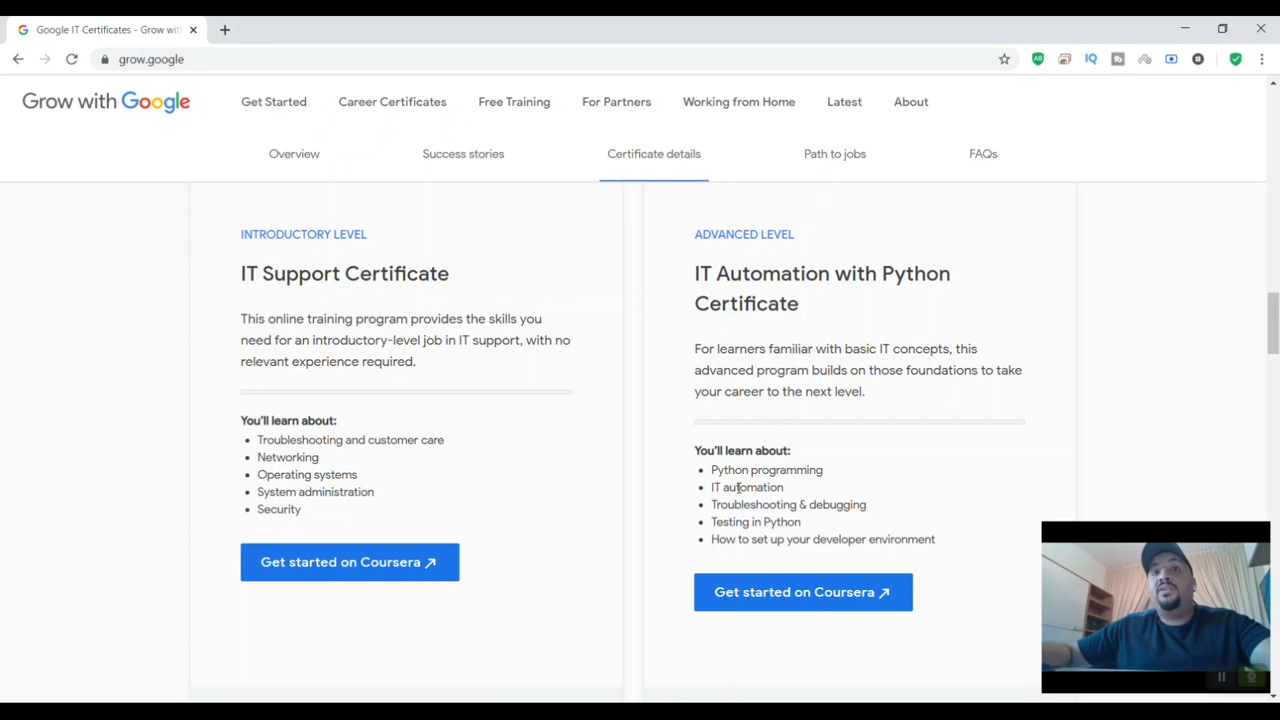 Google IT Certificates - Grow wit
grow.google
Grow with Google
Get Started Career Certificates Free Training For Partners Working from Home Latest About
Overview Success stories Certificate details Path to jobs FAQs
INTRODUCTORY LEVEL
IT Support Certificate
This online training program provides the skills you
need for an introductory-level job in IT support, with no
relevant experience required.
You'll learn about:
• Troubleshooting and customer care
• Networking
• Operating systems
• System administration
• Security
Get started on Coursera ↗
ADVANCED LEVEL
IT Automation with Python
Certificate
For learners familiar with basic IT concepts, this
advanced program builds on those foundations to take
your career to the next level.
You'll learn about:
• Python programming
• IT automation
• Troubleshooting & debugging
• Testing in Python
• How to set up your developer environment
Get started on Coursera ↗